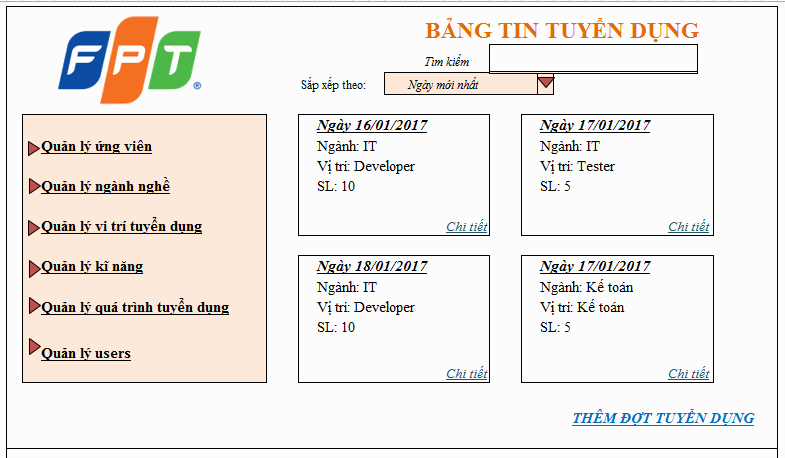 FPT®
BẢNG TIN TUYỂN DỤNG
Tìm kiếm
Sắp xếp theo:
Ngày mới nhất
Quản lý ứng viên
Quản lý ngành nghề
Quản lý vi trí tuyển dụng
Quản lý kĩ năng
Quản lý quá trình tuyển dụng
Quản lý users
Ngày 16/01/2017
Ngành: IT
Vị trí: Developer
SL: 10
Chi tiết
Ngày 17/01/2017
Ngành: IT
Vị trí: Tester
SL: 5
Chi tiết
Ngày 18/01/2017
Ngành: IT
Vị trí: Developer
SL: 10
Chi tiết
Ngày 17/01/2017
Ngành: Kế toán
Vị trí: Kế toán
SL: 5
Chi tiết
THÊM ĐỢT TUYỂN DỤNG